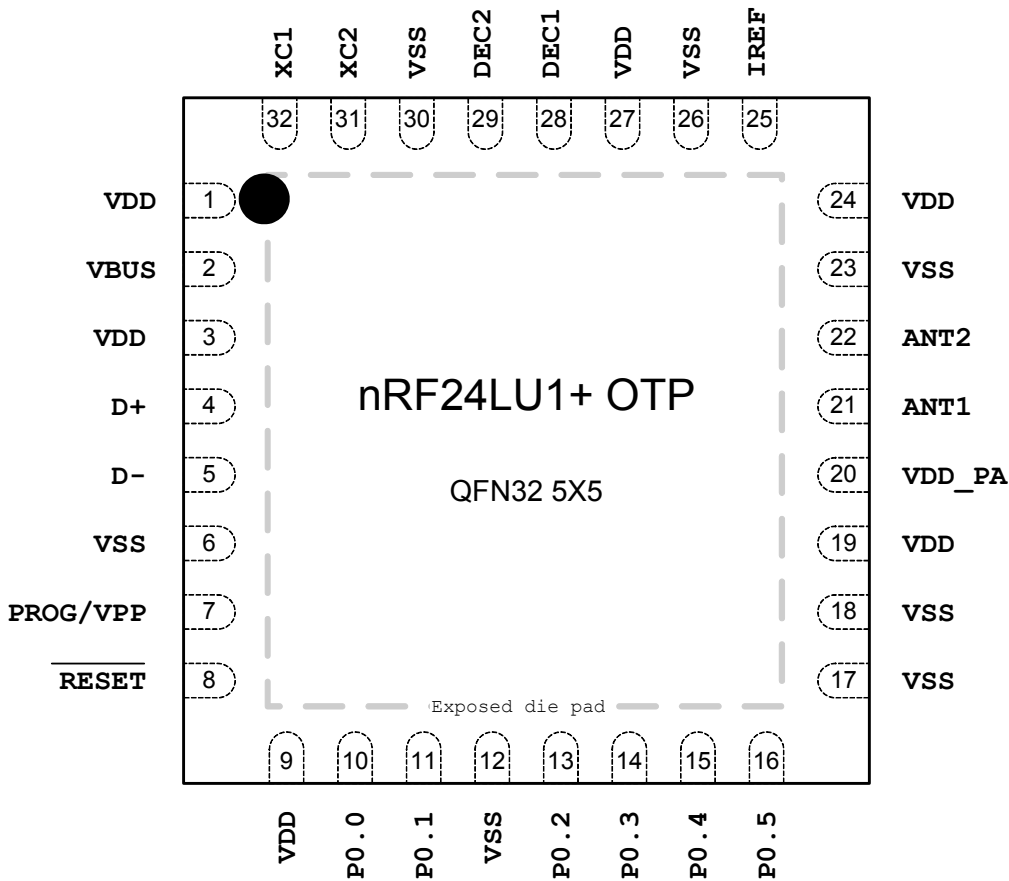 XC1 XC2 VSS DEC2 DEC1 VDD VSS IREF
32 31 30 29 28 27 26 25
VDD 1 24 VDD
VBUS 2 23 VSS
VDD 3 22 ANT2
D+ 4 21 ANT1
D- 5 20 VDD_PA
VSS 6 19 VDD
PROG/VPP 7 18 VSS
RESET 8 17 VSS
nRF24LU1+ OTP
QFN32 5X5
Exposed die pad
9 10 11 12 13 14 15 16
VDD P0.0 P0.1 VSS P0.2 P0.3 P0.4 P0.5